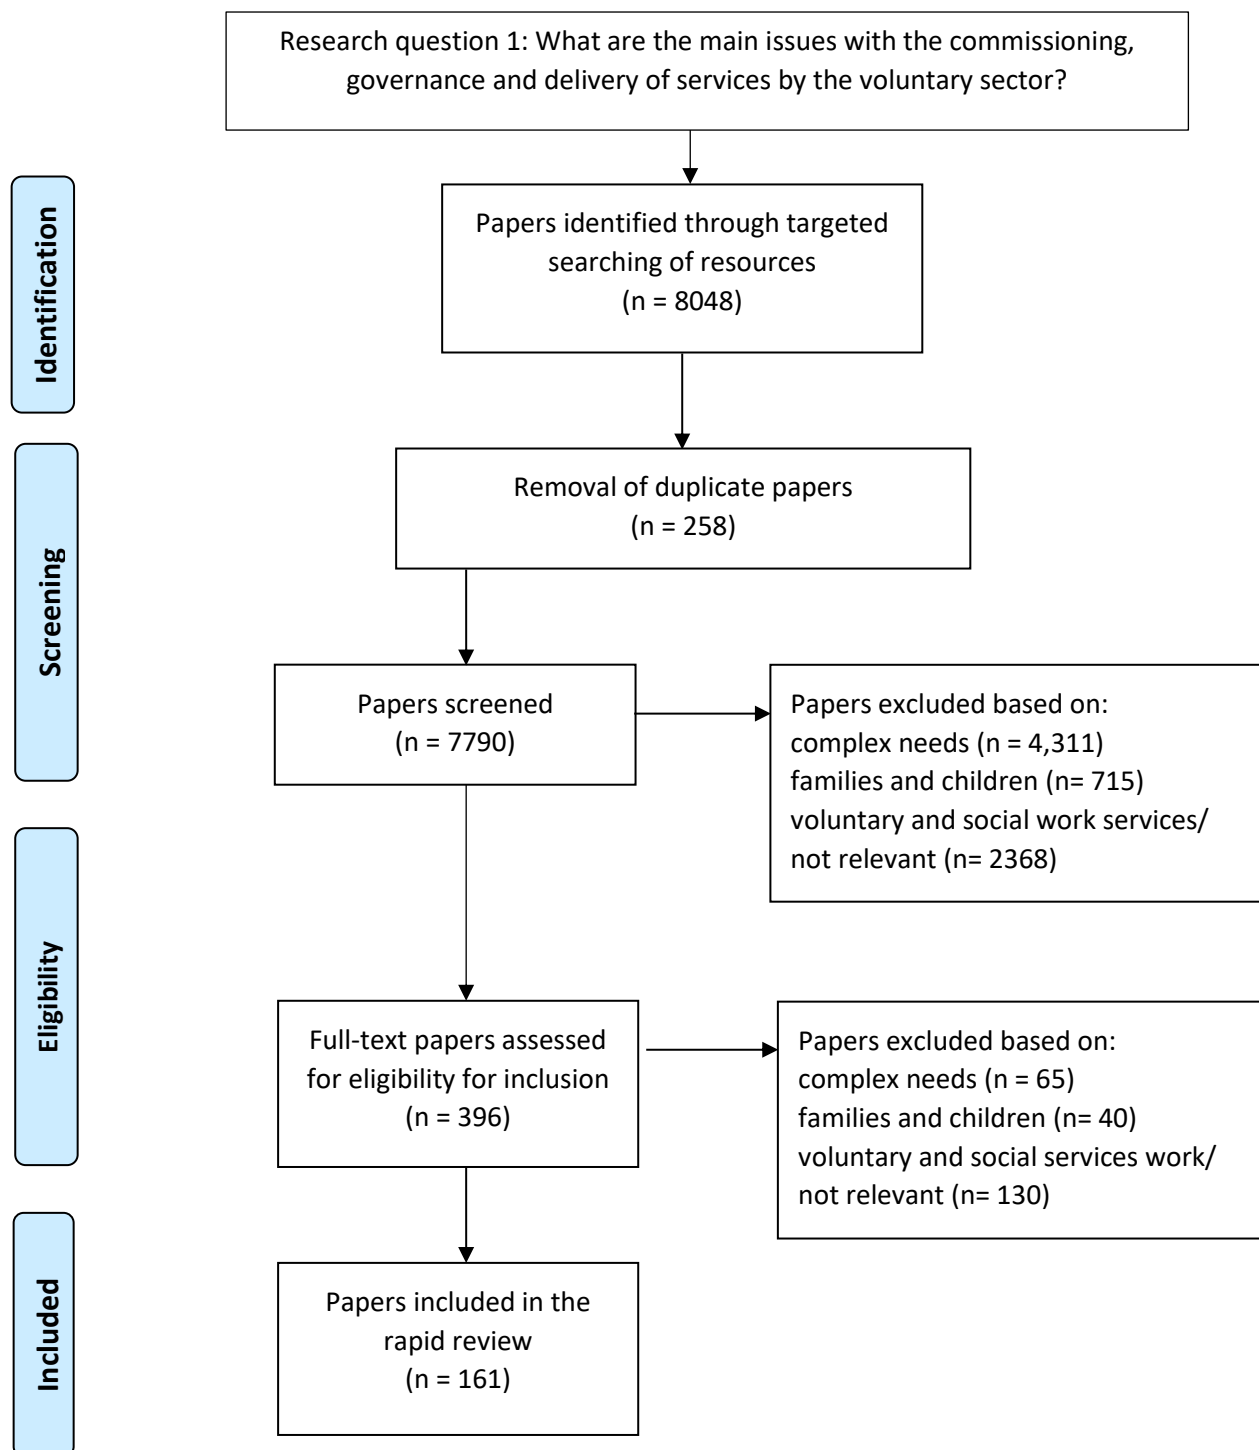 Research question 1: What are the main issues with the commissioning,
governance and delivery of services by the voluntary sector?
Identification
Papers identified through targeted
searching of resources
(n = 8048)
Screening
Removal of duplicate papers
(n = 258)
Papers screened
(n = 7790)
Papers excluded based on:
complex needs (n = 4,311)
families and children (n= 715)
voluntary and social work services/
not relevant (n= 2368)
Eligibility
Full-text papers assessed
for eligibility for inclusion
(n = 396)
Papers excluded based on:
complex needs (n = 65)
families and children (n= 40)
voluntary and social services work/
not relevant (n= 130)
Included
Papers included in the
rapid review
(n = 161)